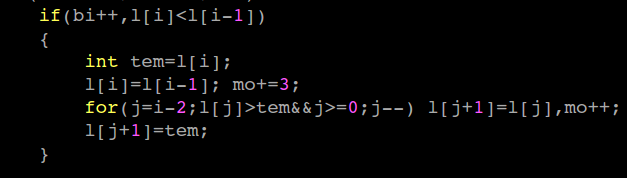 if(bi++,l[i]<l[i-1])
{
int tem=l[i];
l[i]=l[i-1]; mo+=3;
for(j=i-2;l[j]>tem&&j>=0;j--) l[j+1]=l[j],mo++;
l[j+1]=tem;
}